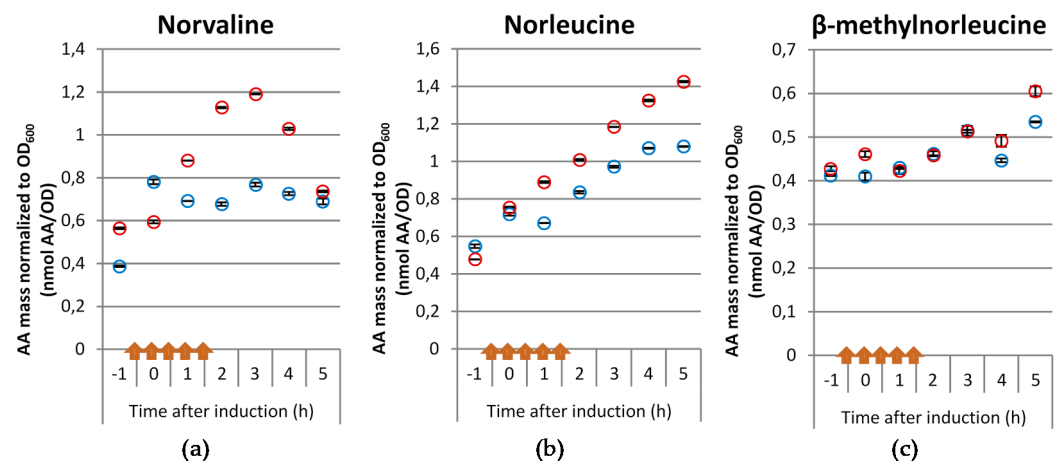 Norvaline
AA mass normalized to OD600
(nmol AA/OD)
1,4
1,2
1
0,8
0,6
0,4
0,2
0
-1 0 1 2 3 4 5
Time after induction (h)
(a)
Norleucine
AA mass normalized to OD600
(nmol AA/OD)
1,6
1,4
1,2
1
0,8
0,6
0,4
0,2
0
-1 0 1 2 3 4 5
Time after induction (h)
(b)
β-methylnorleucine
AA mass normalized to OD600
(nmol AA/OD)
0,7
0,6
0,5
0,4
0,3
0,2
0,1
0
-1 0 1 2 3 4 5
Time after induction (h)
(c)